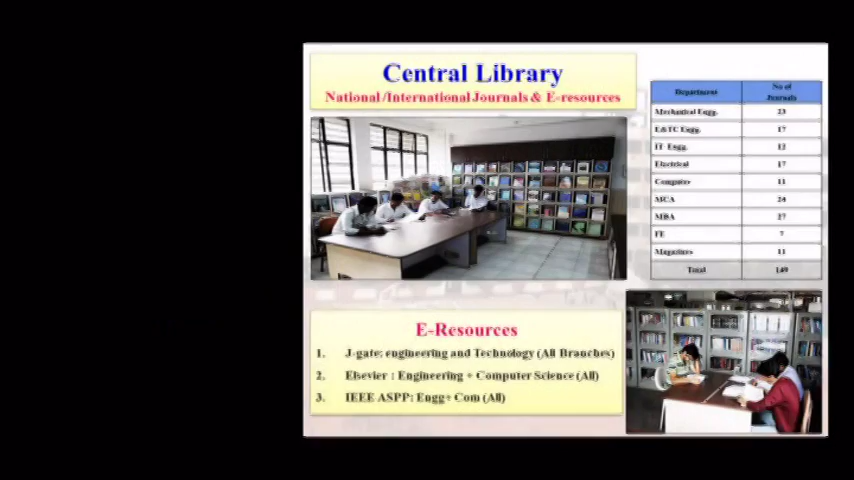 Central Library
National/International Journals & E-resources
Department No of Journals
Mechanical Engg. 23
E&TC Engg. 17
IT Engg. 12
Electrical 17
Computer 11
MCA 24
MBA 27
FE 7
Magazines 11
Total 149
E-Resources
1. J-gate: engineering and Technology (All Branches)
2. Elsevier : Engineering + Computer Science (All)
3. IEEE ASPP: Engg+ Com (All)